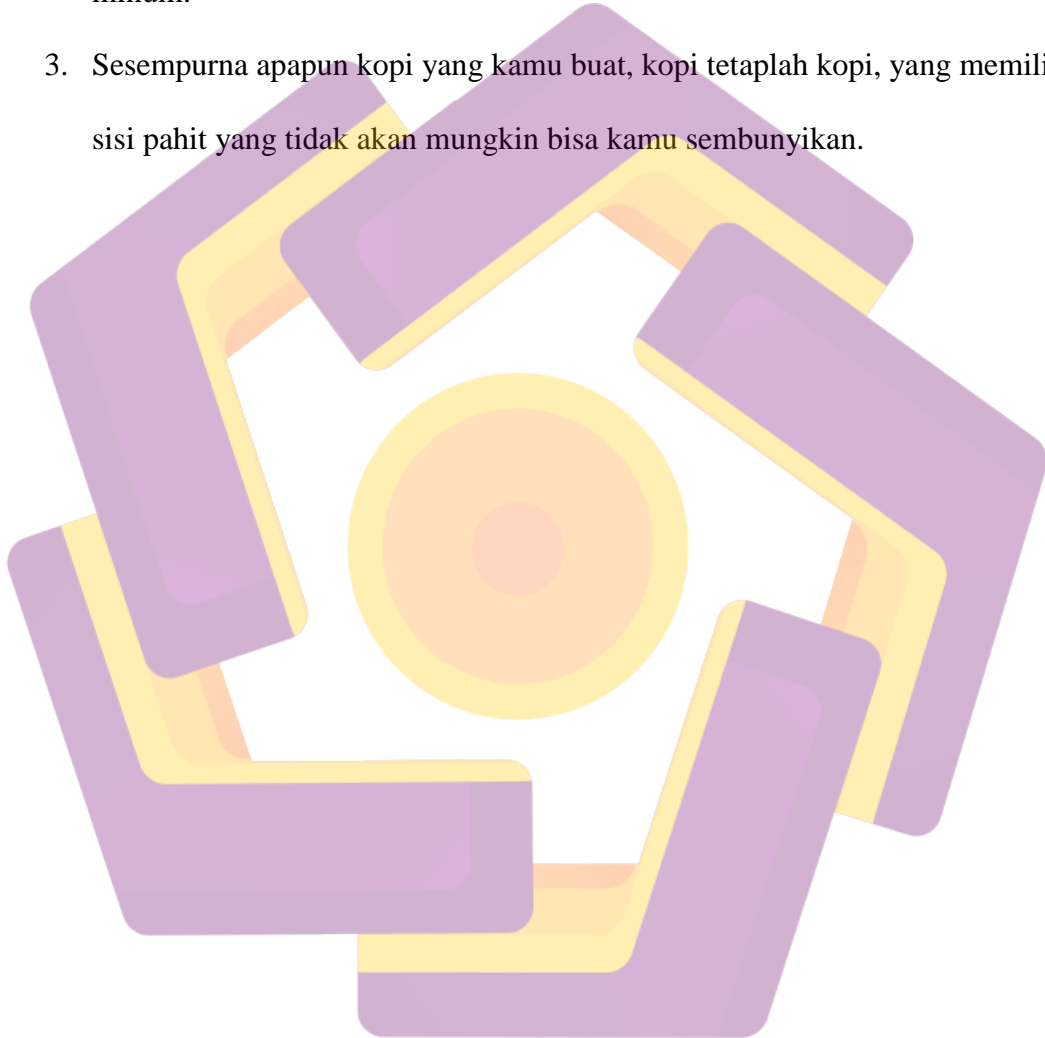 3. Sesempurna apapun kopi yang kamu buat, kopi tetaplah kopi, yang memili
sisi pahit yang tidak akan mungkin bisa kamu sembunyikan.